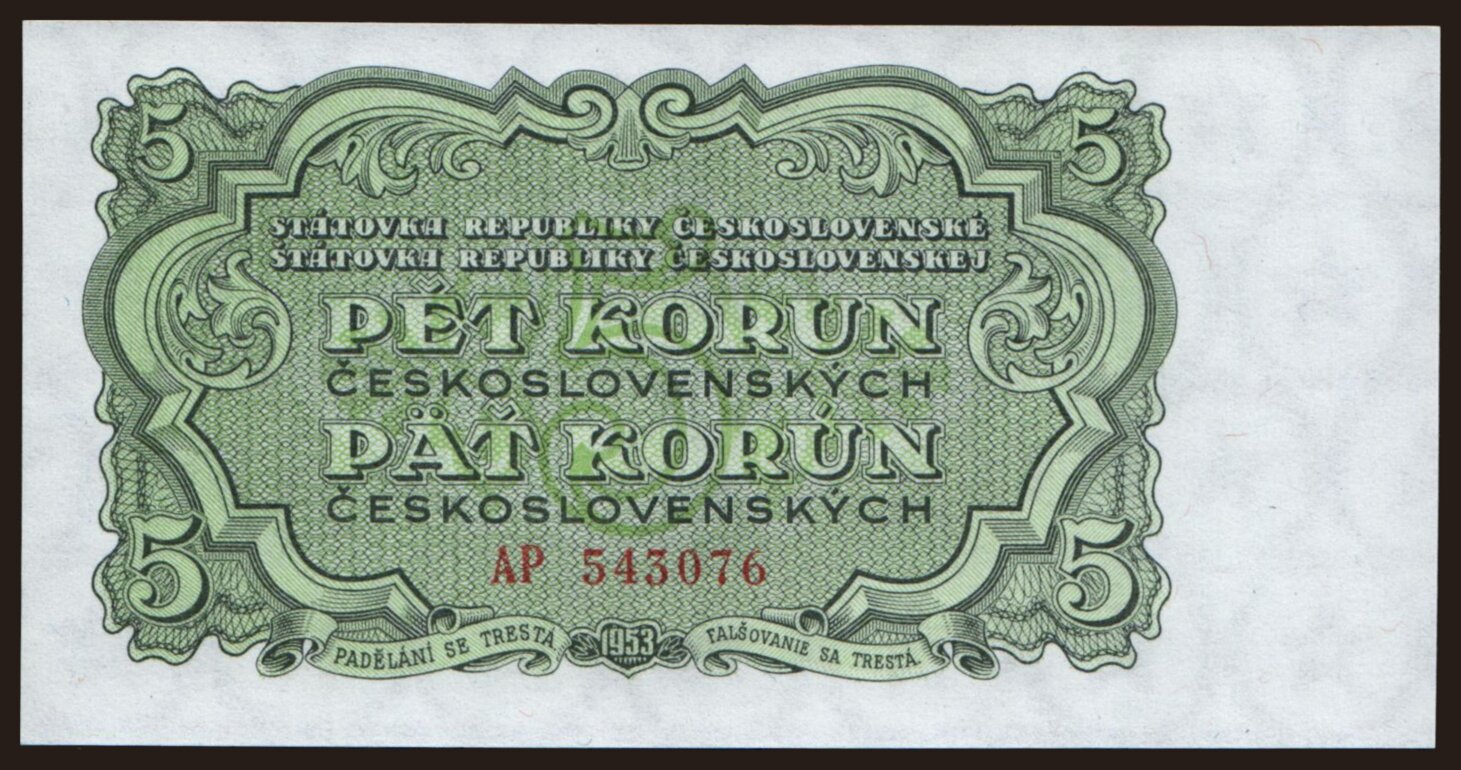 5 5
STÁTOVKA REPUBLIKY ČESKOSLOVENSKÉ
ŠTÁTOVKA REPUBLIKY ČESKOSLOVENSKEJ
PĚT KORUN
ČESKOSLOVENSKÝCH
PÄŤ KORÚN
ČESKOSLOVENSKÝCH
AP 543076
5 5
PADĚLÁNÍ SE TRESTÁ 1953 FALŠOVANIE SA TRESTÁ.